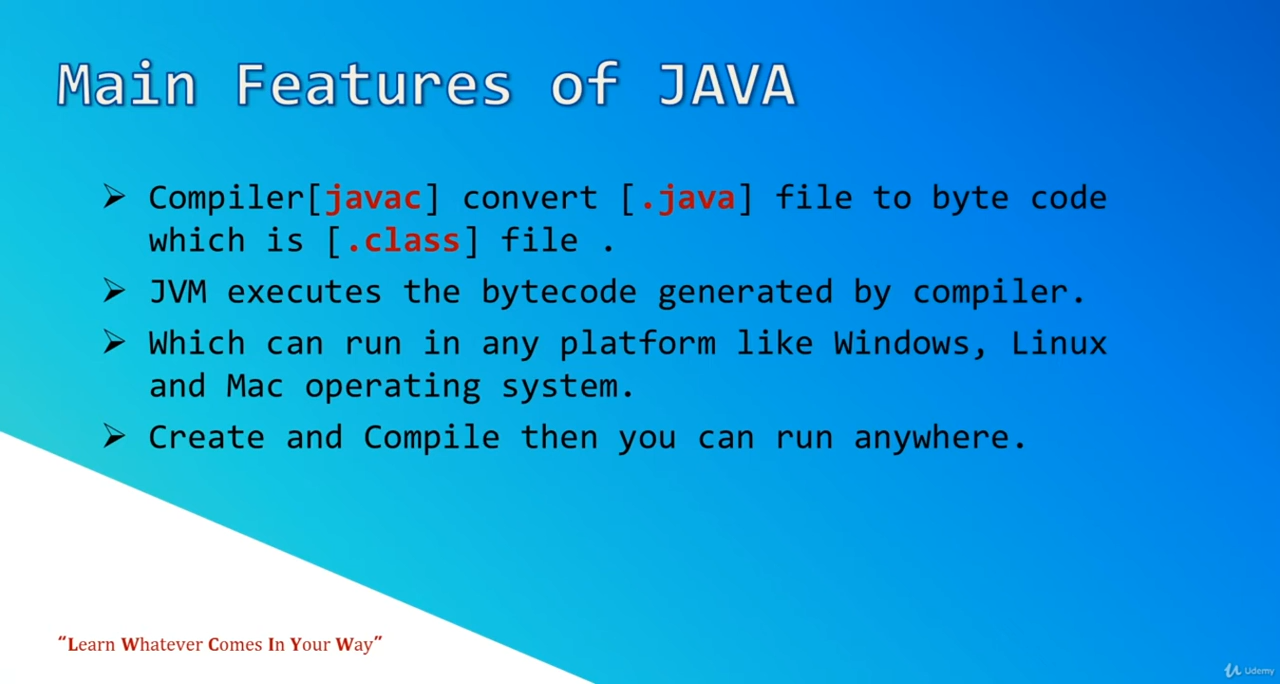 Main Features of JAVA
➢ Compiler[javac] convert [.java] file to byte code
which is [.class] file .
➢ JVM executes the bytecode generated by compiler.
➢ Which can run in any platform like Windows, Linux
and Mac operating system.
➢ Create and Compile then you can run anywhere.
“Learn Whatever Comes In Your Way”
Udemy